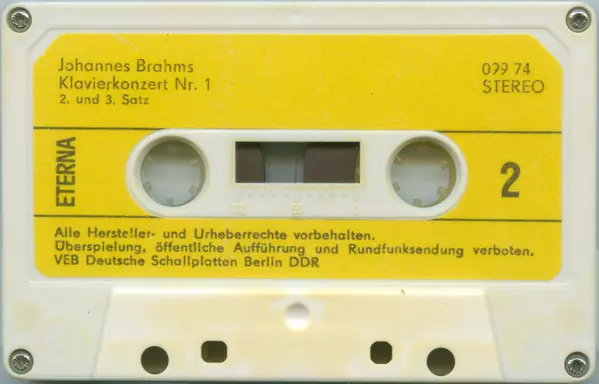 Johannes Brahms
Klavierkonzert Nr. 1
2. und 3. Satz
099 74
STEREO
ETERNA
2
Alle Hersteller- und Urheberrechte vorbehalten.
Überspielung, öffentliche Aufführung und Rundfunksendung verboten.
VEB Deutsche Schallplatten Berlin DDR